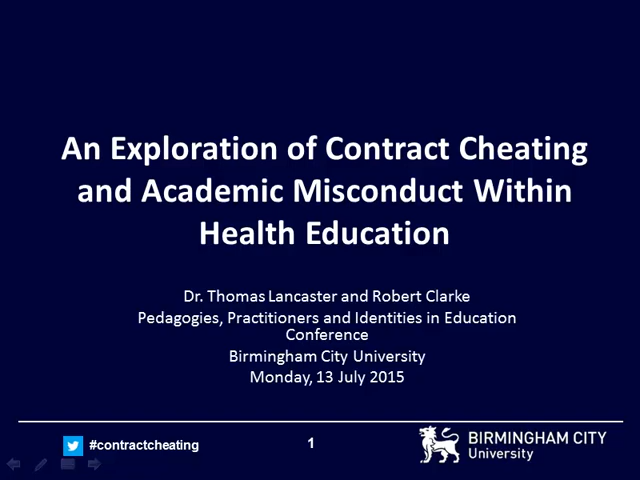 An Exploration of Contract Cheating
and Academic Misconduct Within
Health Education
Dr. Thomas Lancaster and Robert Clarke
Pedagogies, Practitioners and Identities in Education
Conference
Birmingham City University
Monday, 13 July 2015
#contractcheating
1
BIRMINGHAM CITY
University